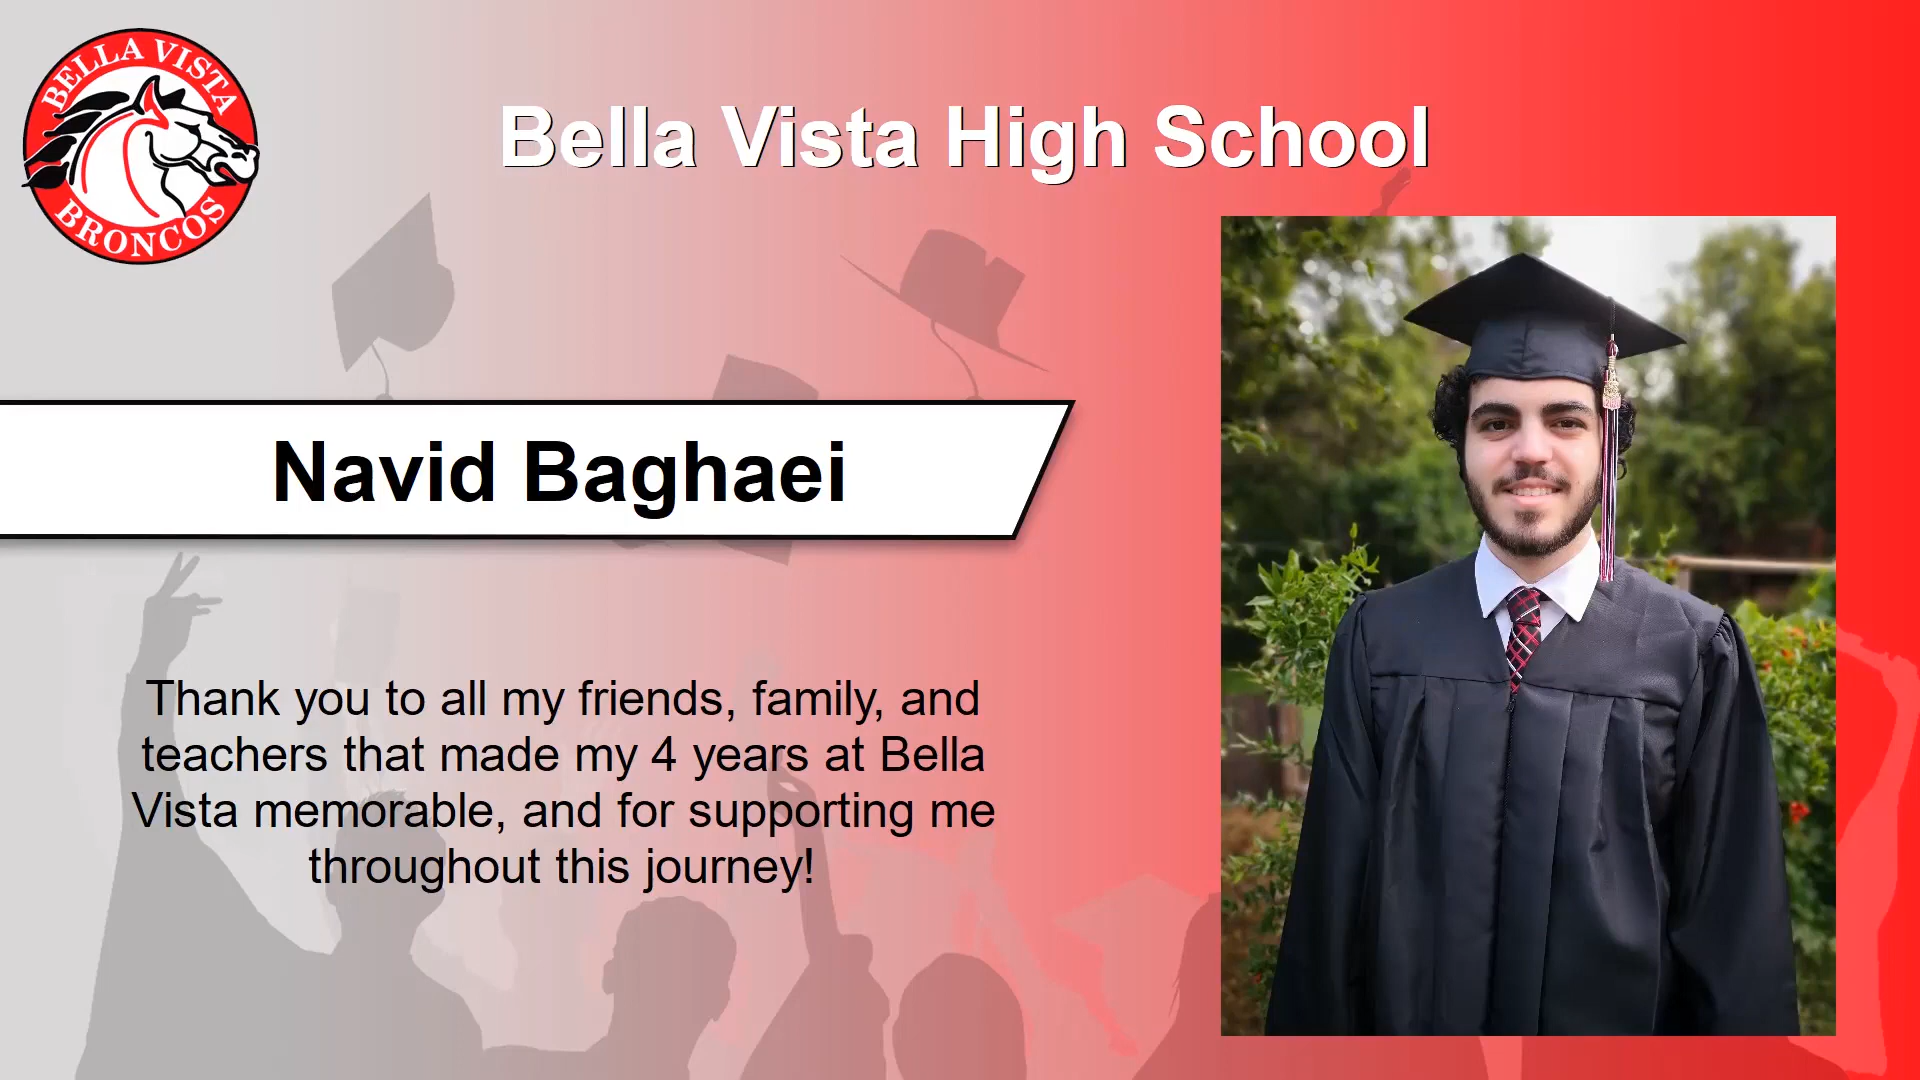 BELLA VISTA
BRONCOS
Bella Vista High School
Navid Baghaei
Thank you to all my friends, family, and
teachers that made my 4 years at Bella
Vista memorable, and for supporting me
throughout this journey!